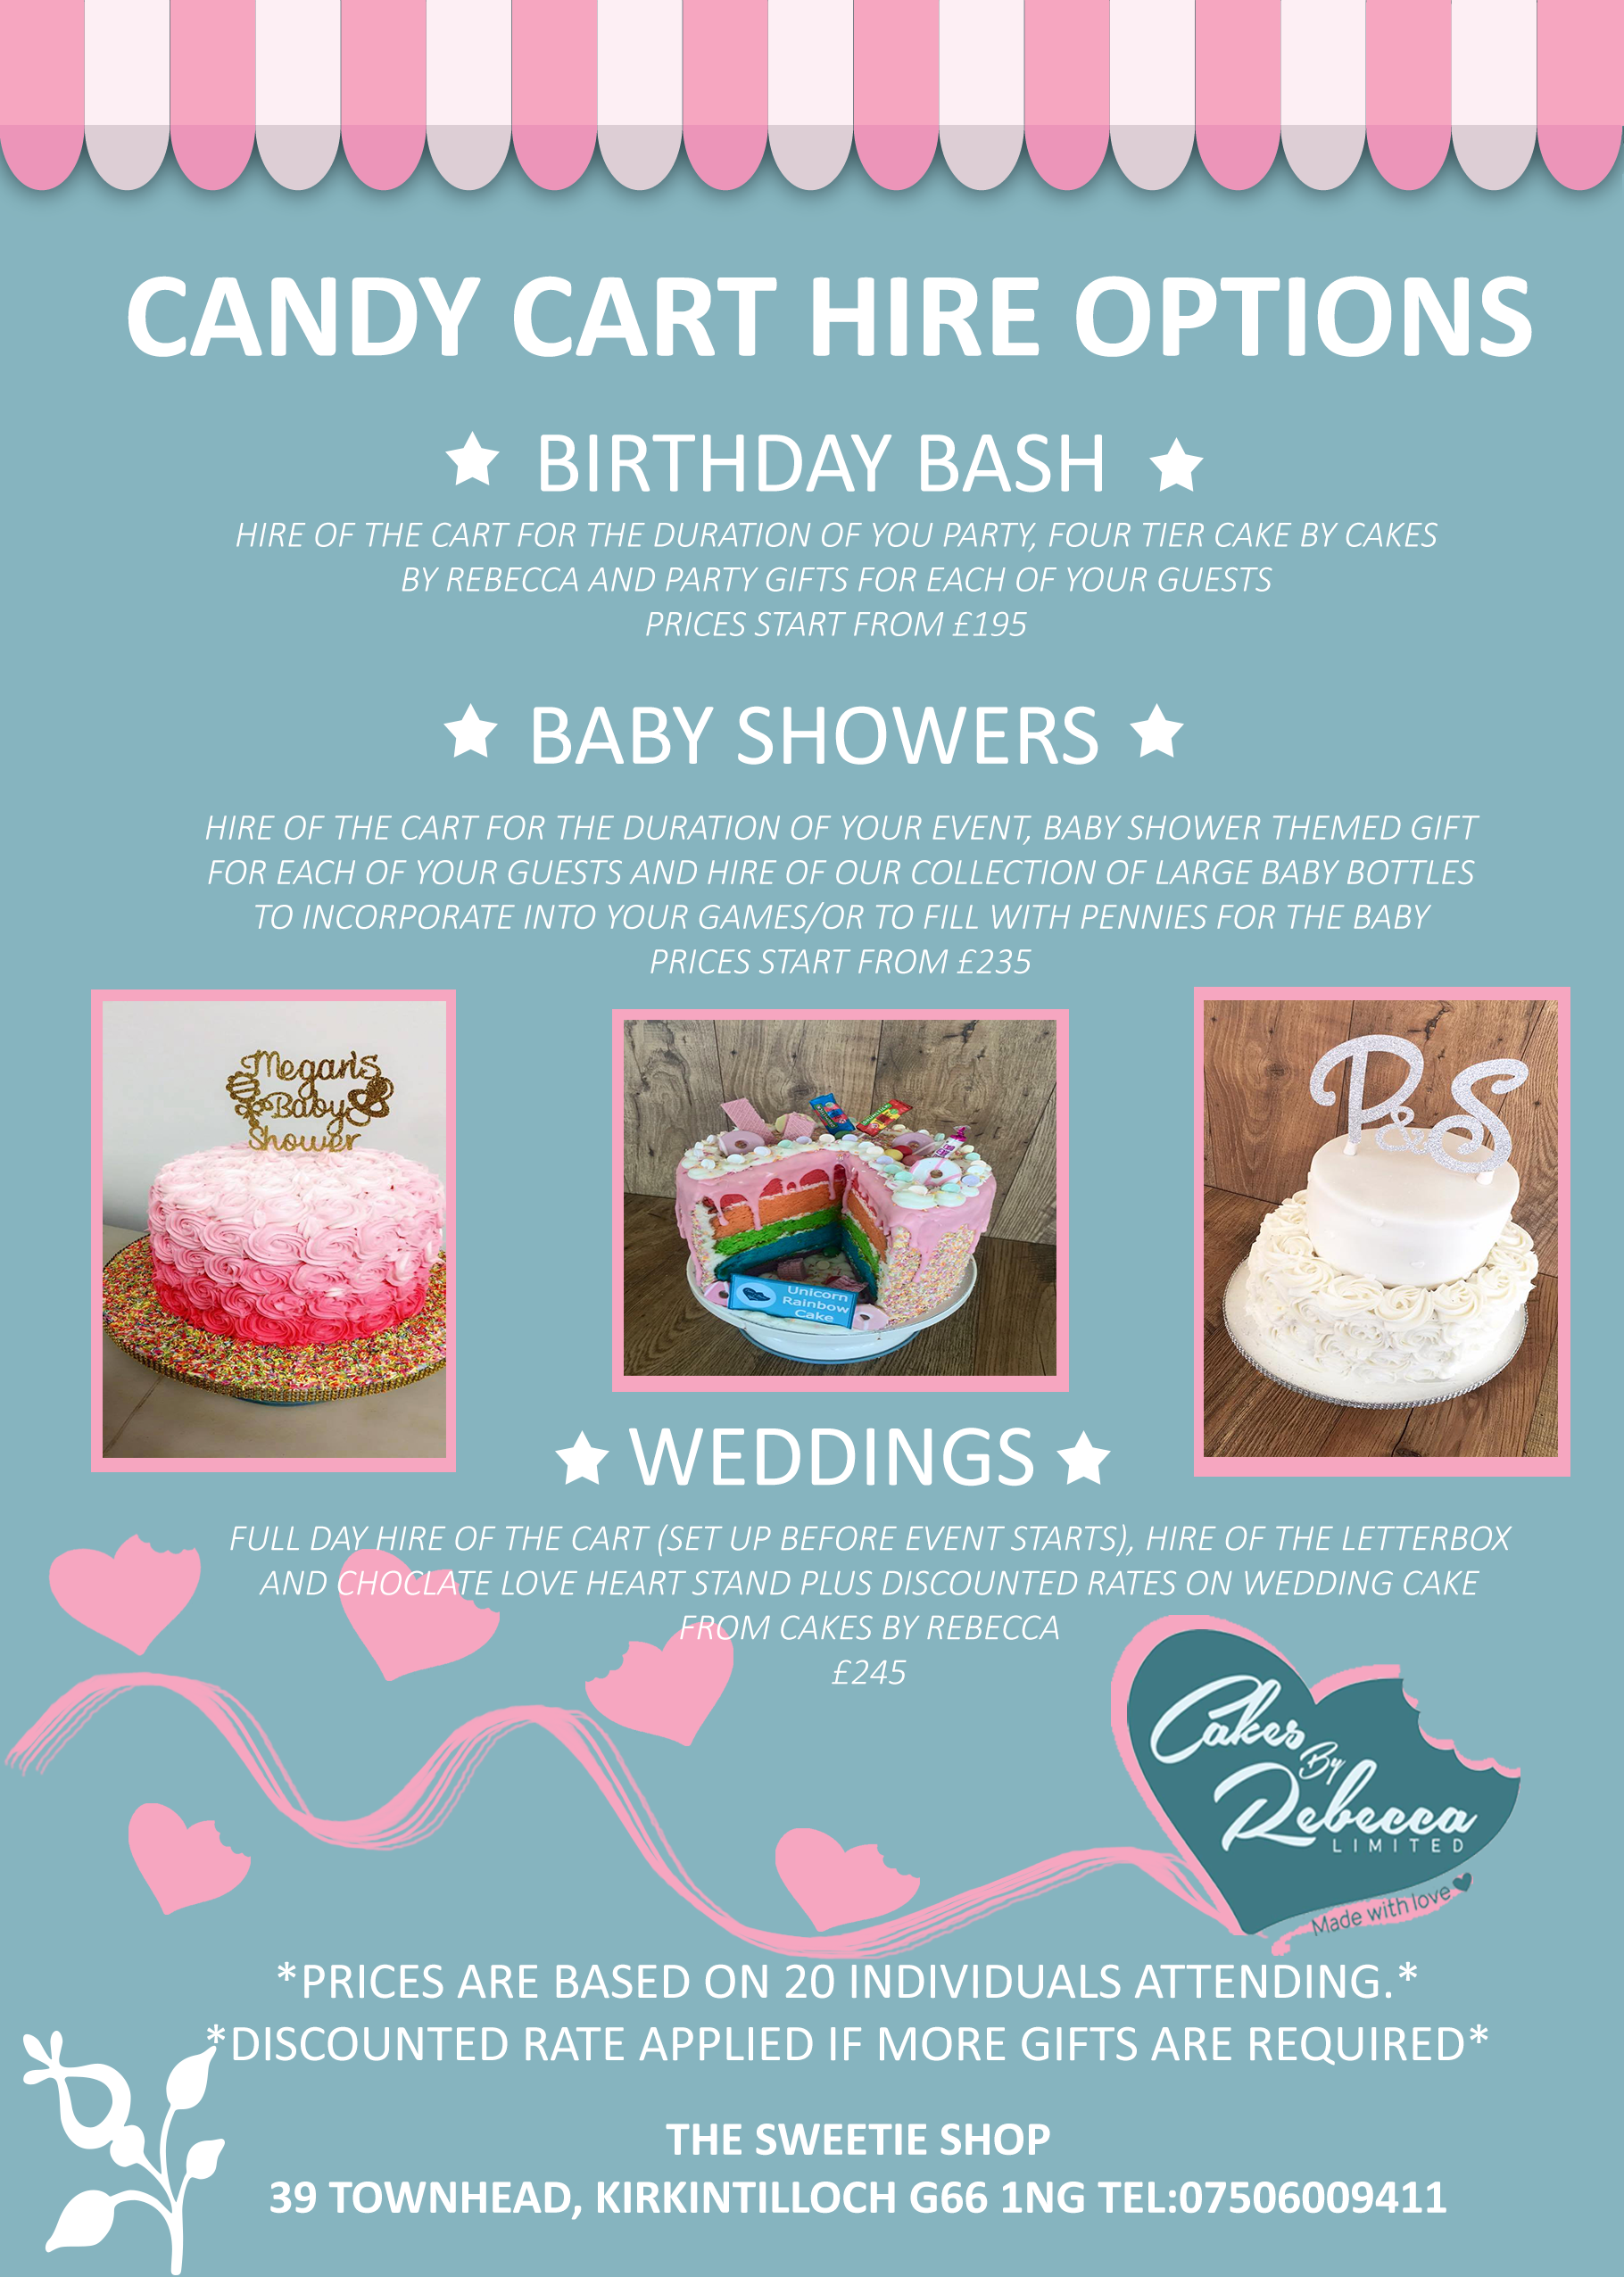 CANDY CART HIRE OPTIONS
BIRTHDAY BASH
HIRE OF THE CART FOR THE DURATION OF YOU PARTY, FOUR TIER CAKE BY CAKES
BY REBECCA AND PARTY GIFTS FOR EACH OF YOUR GUESTS
PRICES START FROM £195
BABY SHOWERS
HIRE OF THE CART FOR THE DURATION OF YOUR EVENT, BABY SHOWER THEMED GIFT
FOR EACH OF YOUR GUESTS AND HIRE OF OUR COLLECTION OF LARGE BABY BOTTLES
TO INCORPORATE INTO YOUR GAMES/OR TO FILL WITH PENNIES FOR THE BABY
PRICES START FROM £235
Megan's
Baby
Shower
Unicorn
Rainbow
Cake
P&S
WEDDINGS
FULL DAY HIRE OF THE CART (SET UP BEFORE EVENT STARTS), HIRE OF THE LETTERBOX
AND CHOCLATE LOVE HEART STAND PLUS DISCOUNTED RATES ON WEDDING CAKE
FROM CAKES BY REBECCA
£245
Cakes
By
Rebecca
LIMITED
Made with love
*PRICES ARE BASED ON 20 INDIVIDUALS ATTENDING.*
*DISCOUNTED RATE APPLIED IF MORE GIFTS ARE REQUIRED*
THE SWEETIE SHOP
39 TOWNHEAD, KIRKINTILLOCH G66 1NG TEL:07506009411